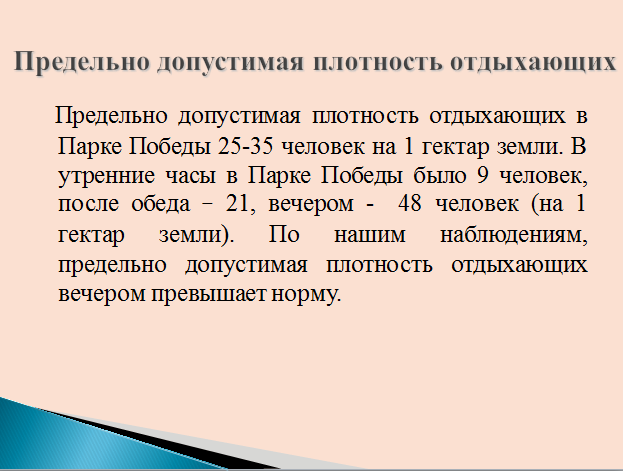 Предельно допустимая плотность отдыхающих
Предельно допустимая плотность отдыхающих в
Парке Победы 25-35 человек на 1 гектар земли. В
утренние часы в Парке Победы было 9 человек,
после обеда – 21, вечером - 48 человек (на 1
гектар земли). По нашим наблюдениям,
предельно допустимая плотность отдыхающих
вечером превышает норму.